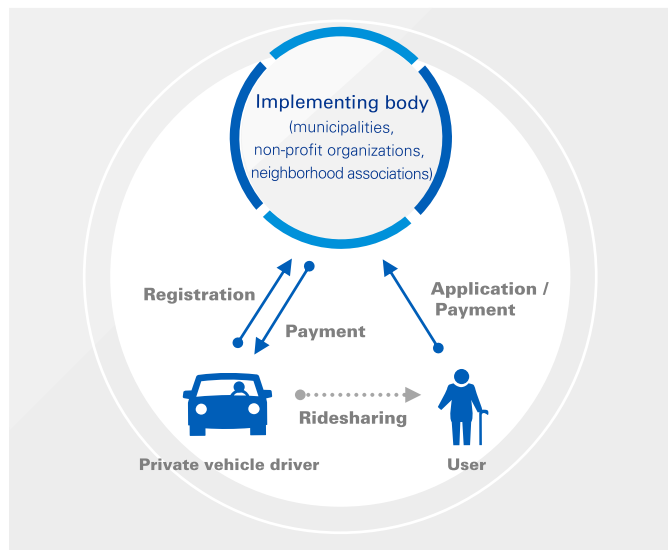 Implementing body
(municipalities,
non-profit organizations,
neighborhood associations)
Registration
Payment
Application /
Payment
Ridesharing
Private vehicle driver
User